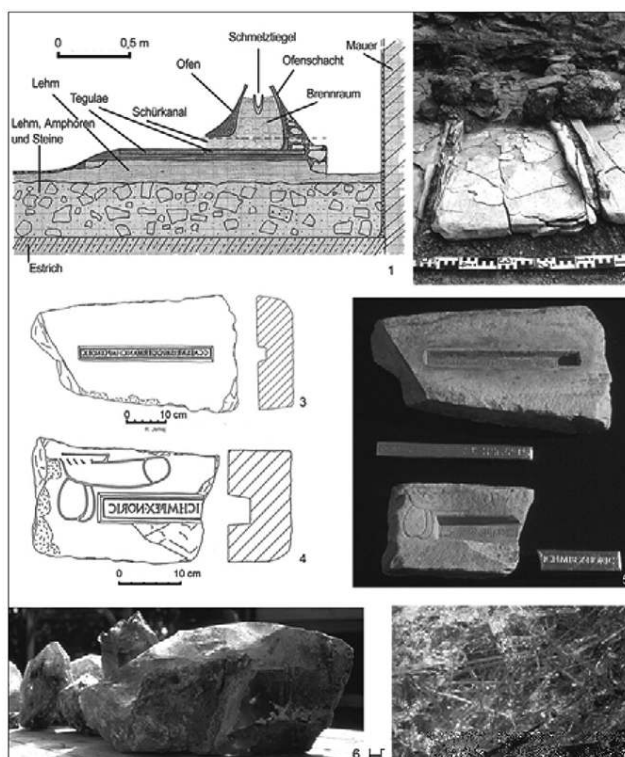 0 0,5 m
Schmelztiegel
Mauer
Ofen
Ofenschacht
Lehm
Brennraum
Tegulae
Schürkanal
Lehm, Amphoren
und Steine
Estrich
1
3
0 10 cm
4
0 10 cm
6